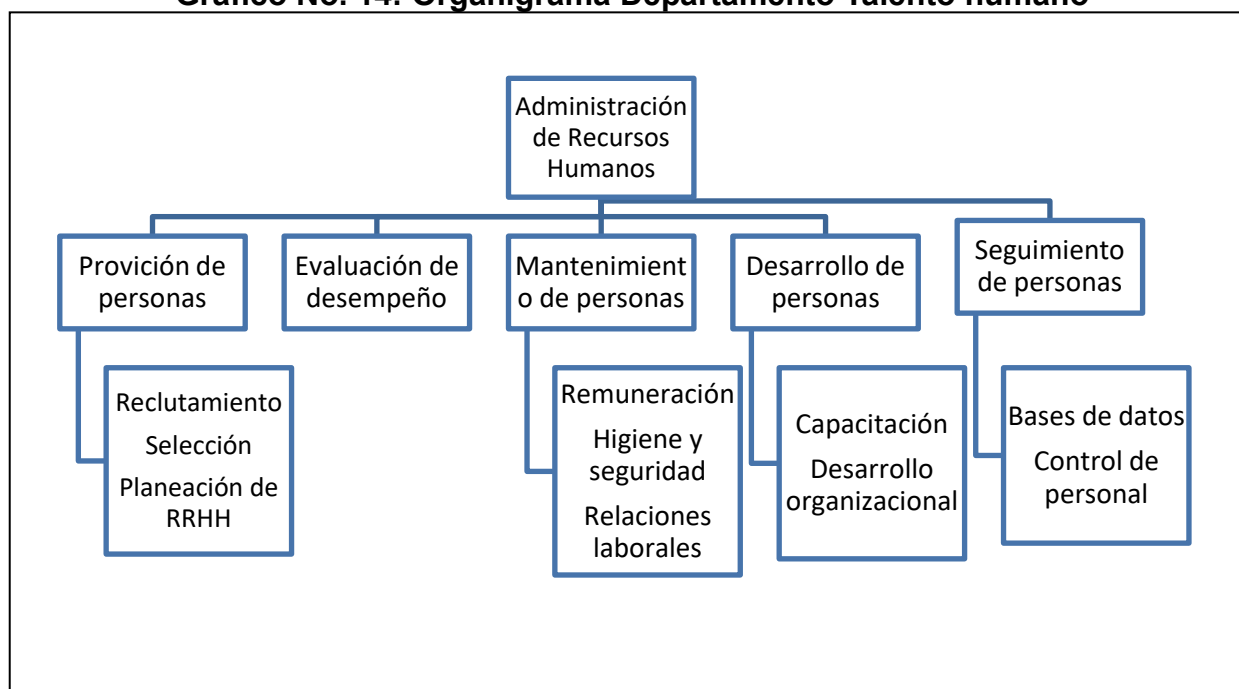 Gráfico No. 14. Organigrama Departamento Talento humano
Administración
de Recursos
Humanos
Provición de
personas
Evaluación de
desempeño
Mantenimient
o de personas
Desarrollo de
personas
Seguimiento
de personas
Reclutamiento
Selección
Planeación de
RRHH
Remuneración
Higiene y
seguridad
Relaciones
laborales
Capacitación
Desarrollo
organizacional
Bases de datos
Control de
personal